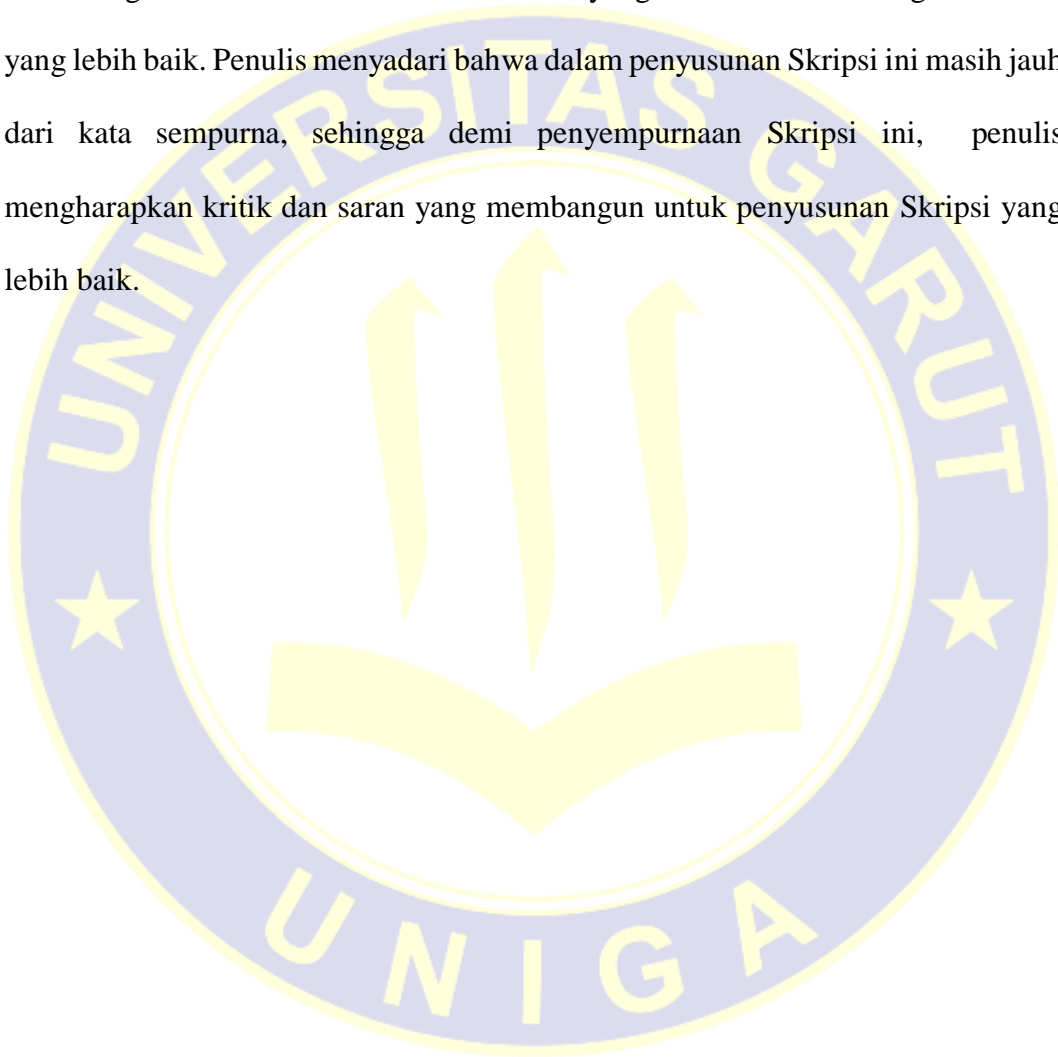 yang lebih baik. Penulis menyadari bahwa dalam penyusunan Skripsi ini masih jauh
dari kata sempurna, sehingga demi penyempurnaan Skripsi ini, penulis
mengharapkan kritik dan saran yang membangun untuk penyusunan Skripsi yang
lebih baik.
UNIVERSITAS GARUT
UNIGA